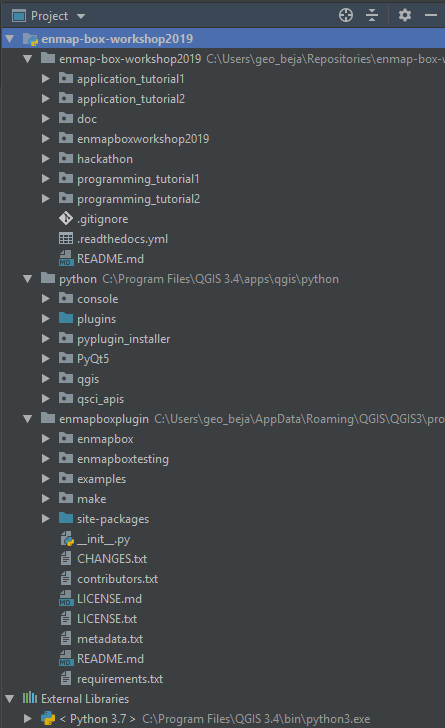 Project
enmap-box-workshop2019
enmap-box-workshop2019 C:\Users\geo_beja\Repositories\enmap-box-w
application_tutorial1
application_tutorial2
doc
enmapboxworkshop2019
hackathon
programming_tutorial1
programming_tutorial2
.gitignore
.readthedocs.yml
README.md
python C:\Program Files\QGIS 3.4\apps\qgis\python
console
plugins
pyplugin_installer
PyQt5
qgis
qsci_apis
enmapboxplugin C:\Users\geo_beja\AppData\Roaming\QGIS\QGIS3\pro
enmapbox
enmapboxtesting
examples
make
site-packages
__init__.py
CHANGES.txt
contributors.txt
LICENSE.md
LICENSE.txt
metadata.txt
README.md
requirements.txt
External Libraries
< Python 3.7 > C:\Program Files\QGIS 3.4\bin\python3.exe